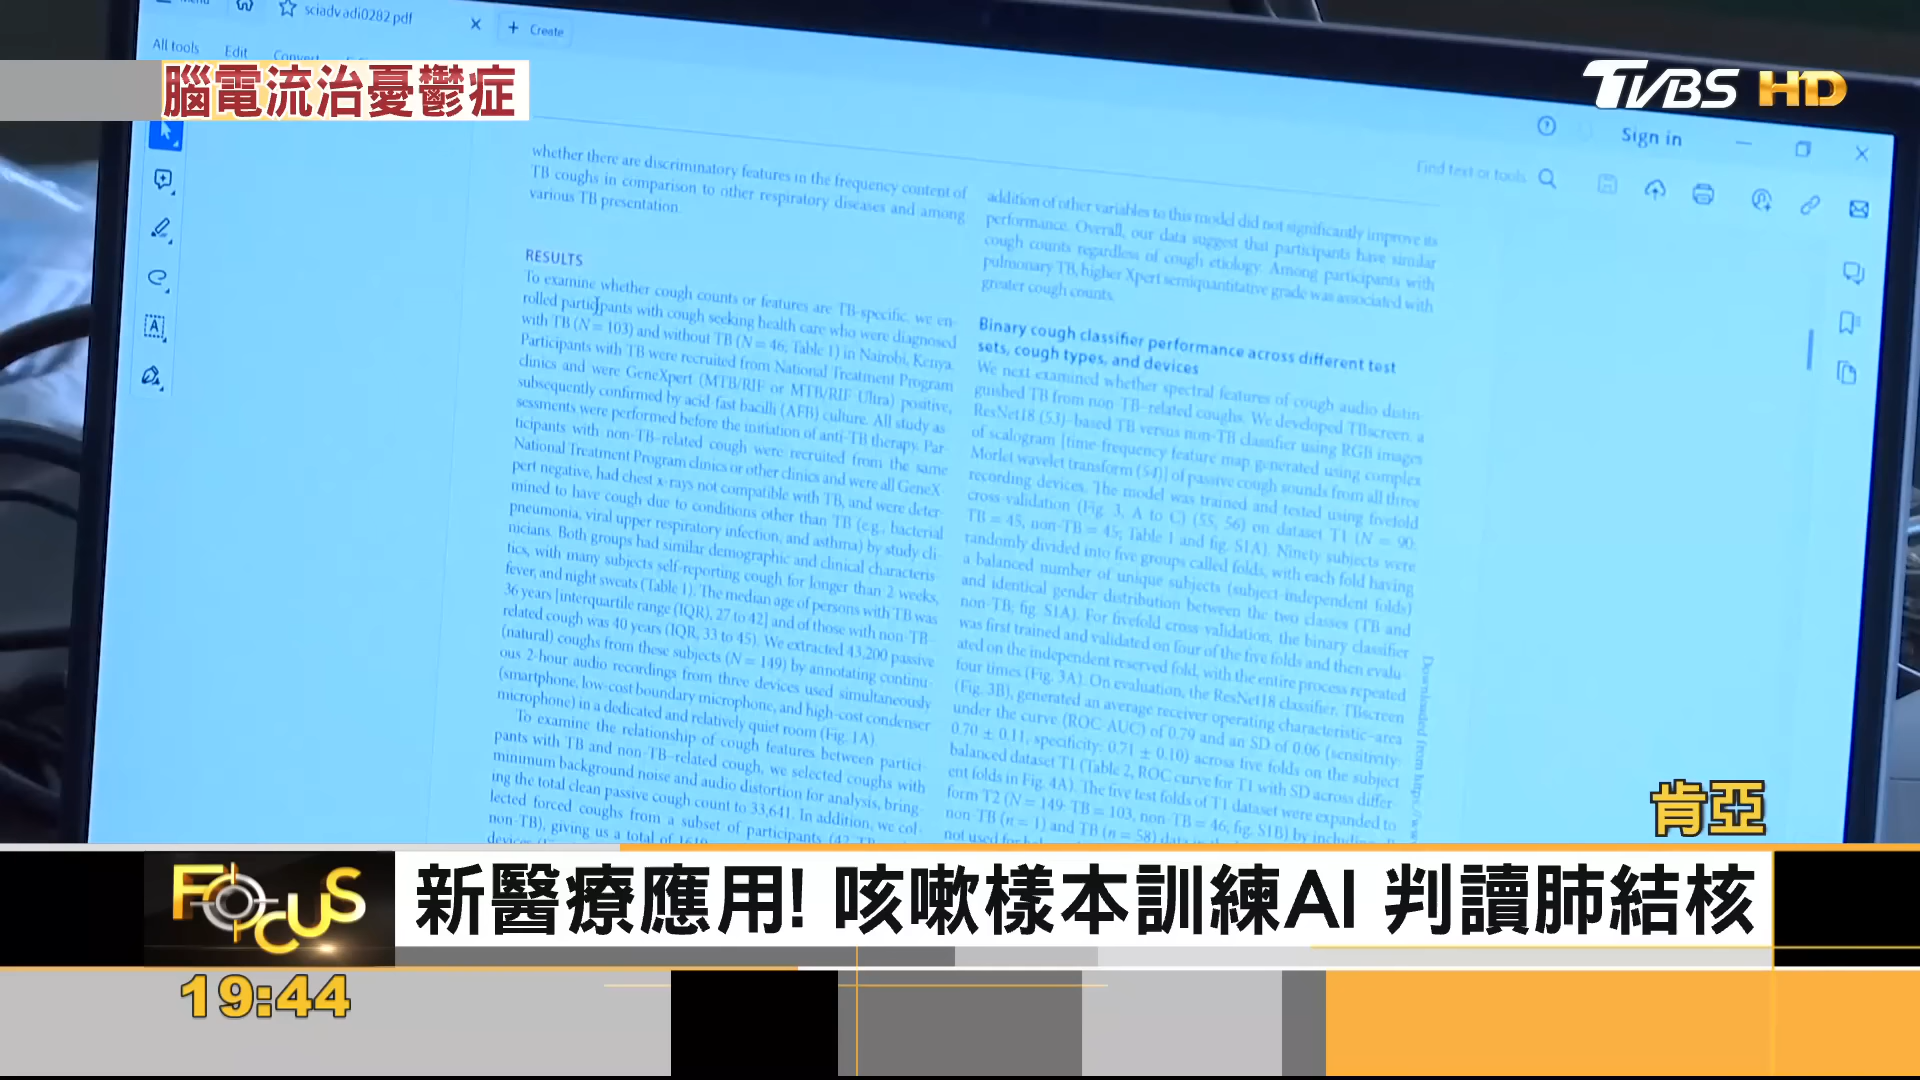 sciadv adi0282.pdf
Create
All tools
Edit
Convert
腦電流治憂鬱症
TVBS HD
Sign in
Find text or tools
whether there are discriminatory features in the frequency content of
TB coughs in comparison to other respiratory diseases and among
various TB presentation.
RESULTS
To examine whether cough counts or features are TB-specific, we en-
rolled participants with cough seeking health care who were diagnosed
with TB (N = 103) and without TB (N = 46; Table 1) in Nairobi, Kenya.
Participants with TB were recruited from National Treatment Program
clinics and were GeneXpert (MTB/RIF or MTB/RIF Ultra) positive,
subsequently confirmed by acid-fast bacilli (AFB) culture. All study as-
sessments were performed before the initiation of anti-TB therapy. Par-
ticipants with non-TB-related cough were recruited from the same
National Treatment Program clinics or other clinics and were all GeneX-
pert negative, had chest x-rays not compatible with TB, and were deter-
mined to have cough due to conditions other than TB (e.g., bacterial
pneumonia, viral upper respiratory infection, and asthma) by study cli-
nicians. Both groups had similar demographic and clinical characteris-
tics, with many subjects self-reporting cough for longer than 2 weeks,
fever, and night sweats (Table 1). The median age of persons with TB was
36 years [interquartile range (IQR), 27 to 42] and of those with non-TB-
related cough was 40 years (IQR, 33 to 45). We extracted 43,200 passive
(natural) coughs from these subjects (N = 149) by annotating continu-
ous 2-hour audio recordings from three devices used simultaneously
(smartphone, low-cost boundary microphone, and high-cost condenser
microphone) in a dedicated and relatively quiet room (Fig. 1A).
To examine the relationship of cough features between partici-
pants with TB and non-TB-related cough, we selected coughs with
minimum background noise and audio distortion for analysis, bring-
ing the total clean passive cough count to 33,641. In addition, we col-
lected forced coughs from a subset of participants (42 TB
non-TB), giving us a total of
addition of other variables to this model did not significantly improve its
performance. Overall, our data suggest that participants have similar
cough counts regardless of cough etiology. Among participants with
pulmonary TB, higher Xpert semiquantitative grade was associated with
greater cough counts.
Binary cough classifier performance across different test
sets, cough types, and devices
We next examined whether spectral features of cough audio distin-
guished TB from non-TB-related coughs. We developed TBscreen, a
ResNet18 (53)-based TB versus non-TB classifier using RGB images
of scalogram [time-frequency feature map generated using complex
Morlet wavelet transform (54)] of passive cough sounds from all three
recording devices. The model was trained and tested using fivefold
cross-validation (Fig. 3, A to C) (55, 56) on dataset T1 (N = 90,
TB = 45, non-TB = 45; Table 1 and fig. S1A). Ninety subjects were
randomly divided into five groups called folds, with each fold having
a balanced number of unique subjects (subject-independent folds)
and identical gender distribution between the two classes (TB and
non-TB; fig. S1A). For fivefold cross-validation, the binary classifier
was first trained and validated on four of the five folds and then evalu-
ated on the independent reserved fold, with the entire process repeated
four times (Fig. 3A). On evaluation, the ResNet18 classifier, TBscreen
(Fig. 3B), generated an average receiver operating characteristic–area
under the curve (ROC-AUC) of 0.79 and an SD of 0.06 (sensitivity:
0.70 ± 0.11, specificity: 0.71 ± 0.10) across five folds on the subject-
balanced dataset T1 (Table 2, ROC curve for T1 with SD across differ-
ent folds in Fig. 4A). The five test folds of T1 dataset were expanded to
form T2 (N = 149; TB = 103, non-TB = 46, fig. S1B) by including
non-TB (n = 1) and TB (n = 58) data
not used for
Downloaded from https://www
肯亞
FOCUS
新醫療應用! 咳嗽樣本訓練AI 判讀肺結核
19:44